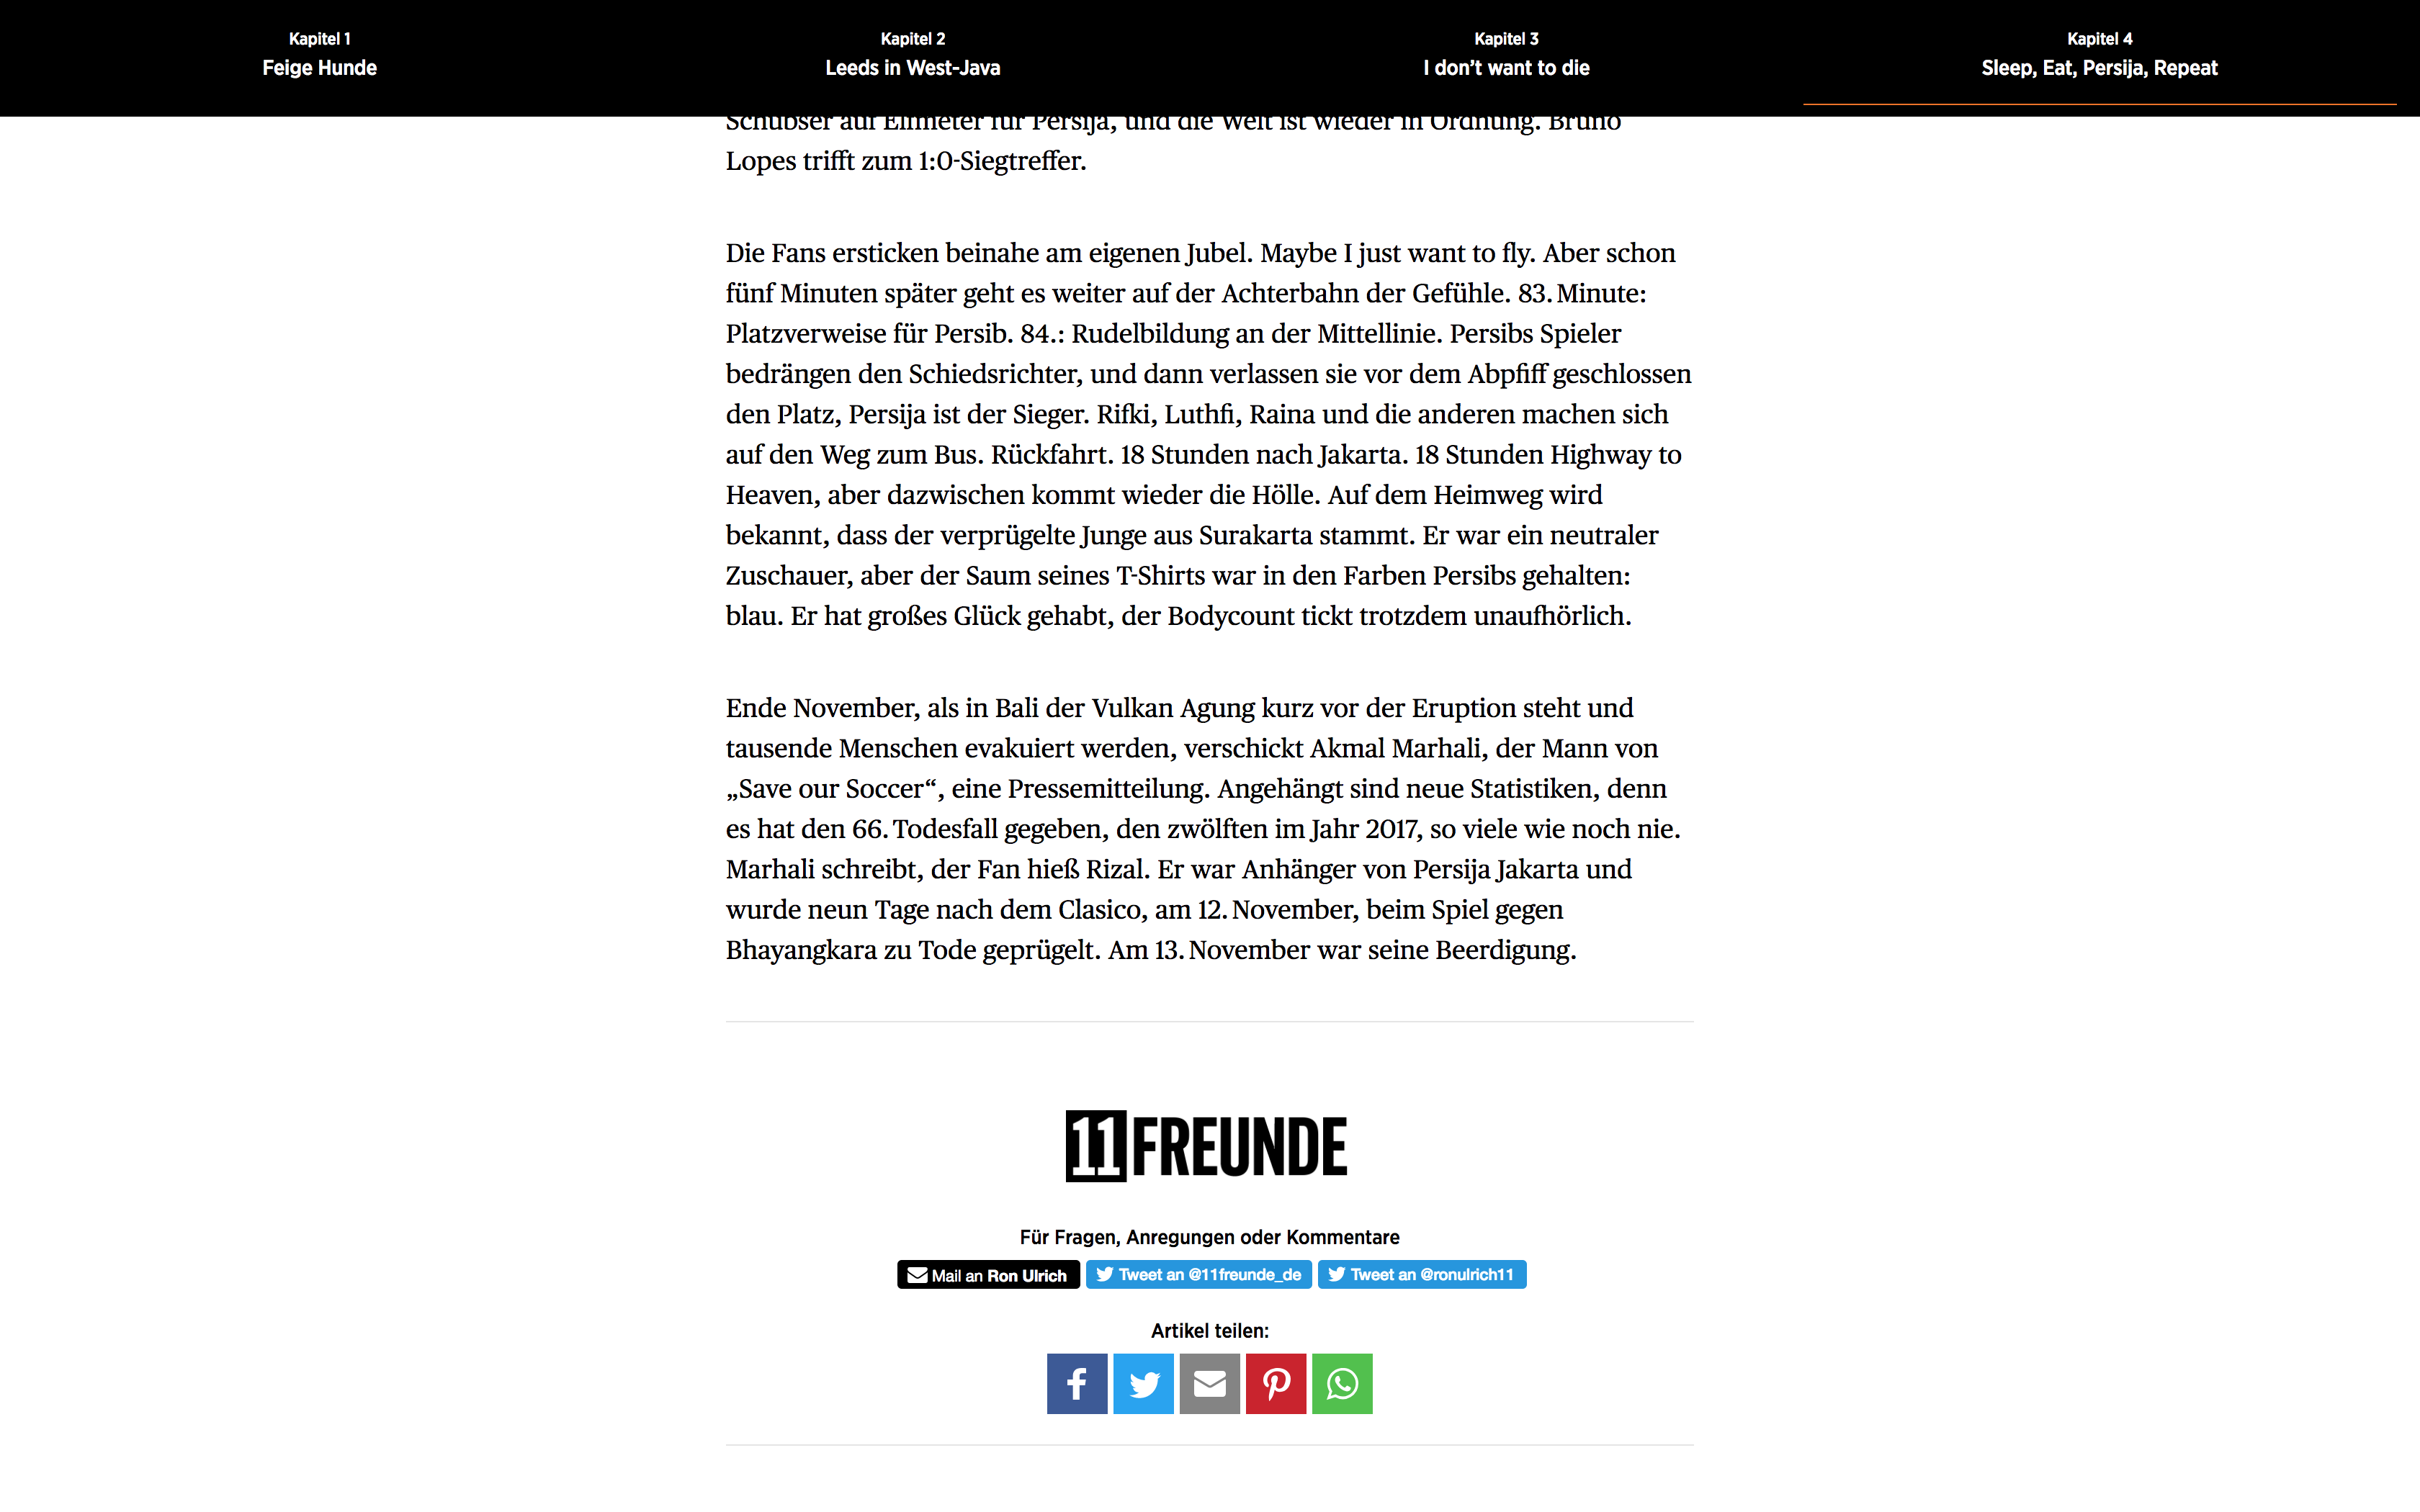 Kapitel 1
Feige Hunde
Kapitel 2
Leeds in West-Java
Kapitel 3
I don’t want to die
Kapitel 4
Sleep, Eat, Persija, Repeat
Schubser auf Elfmeter für Persija, und die Welt ist wieder in Ordnung. Bruno
Lopes trifft zum 1:0-Siegtreffer.
Die Fans ersticken beinahe am eigenen Jubel. Maybe I just want to fly. Aber schon
fünf Minuten später geht es weiter auf der Achterbahn der Gefühle. 83. Minute:
Platzverweise für Persib. 84.: Rudelbildung an der Mittellinie. Persibs Spieler
bedrängen den Schiedsrichter, und dann verlassen sie vor dem Abpfiff geschlossen
den Platz, Persija ist der Sieger. Rifki, Luthfi, Raina und die anderen machen sich
auf den Weg zum Bus. Rückfahrt. 18 Stunden nach Jakarta. 18 Stunden Highway to
Heaven, aber dazwischen kommt wieder die Hölle. Auf dem Heimweg wird
bekannt, dass der verprügelte Junge aus Surakarta stammt. Er war ein neutraler
Zuschauer, aber der Saum seines T-Shirts war in den Farben Persibs gehalten:
blau. Er hat großes Glück gehabt, der Bodycount tickt trotzdem unaufhörlich.
Ende November, als in Bali der Vulkan Agung kurz vor der Eruption steht und
tausende Menschen evakuiert werden, verschickt Akmal Marhali, der Mann von
„Save our Soccer“, eine Pressemitteilung. Angehängt sind neue Statistiken, denn
es hat den 66. Todesfall gegeben, den zwölften im Jahr 2017, so viele wie noch nie.
Marhali schreibt, der Fan hieß Rizal. Er war Anhänger von Persija Jakarta und
wurde neun Tage nach dem Clasico, am 12. November, beim Spiel gegen
Bhayangkara zu Tode geprügelt. Am 13. November war seine Beerdigung.
11FREUNDE
Für Fragen, Anregungen oder Kommentare
Mail an Ron Ulrich
Tweet an @11freunde_de
Tweet an @ronulrich11
Artikel teilen: